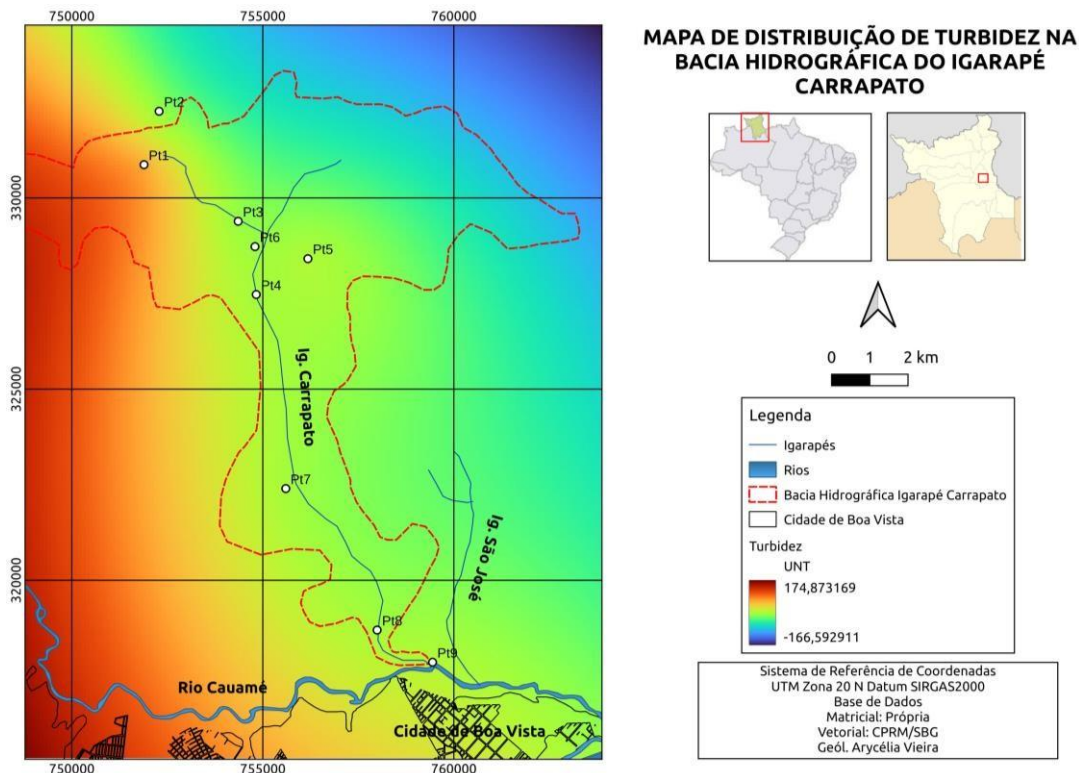 750000
755000
760000
330000
325000
320000
Pt2
Pt1
Pt3
Pt6
Pt5
Pt4
Ig. Carrapato
Pt7
Ig. São José
Pt8
Pt9
Rio Cauamé
Cidade de Boa Vista
750000
755000
760000
MAPA DE DISTRIBUIÇÃO DE TURBIDEZ NA
BACIA HIDROGRÁFICA DO IGARAPÉ
CARRAPATO
0 1 2 km
Legenda
Igarapés
Rios
Bacia Hidrográfica Igarapé Carrapato
Cidade de Boa Vista
Turbidez
UNT
174,873169
-166,592911
Sistema de Referência de Coordenadas
UTM Zona 20 N Datum SIRGAS2000
Base de Dados
Matricial: Própria
Vetorial: CPRM/SBG
Geól. Arycélia Vieira